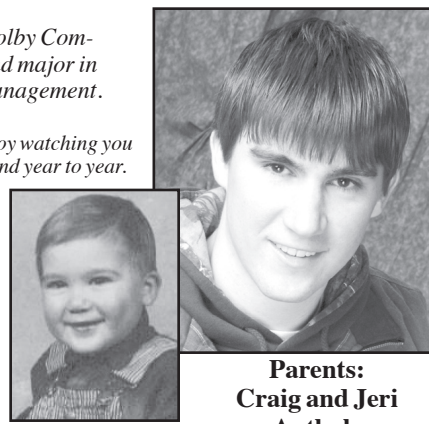 olby Com-
d major in
nagement.
oy watching you
nd year to year.
Parents:
Craig and Jeri